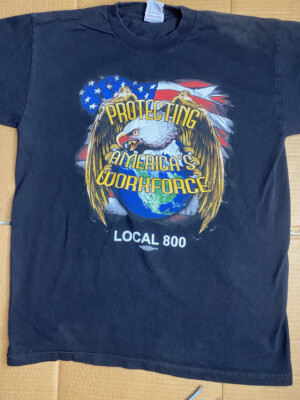 PROTECTING
AMERICA'S
WORKFORCE
LOCAL 800